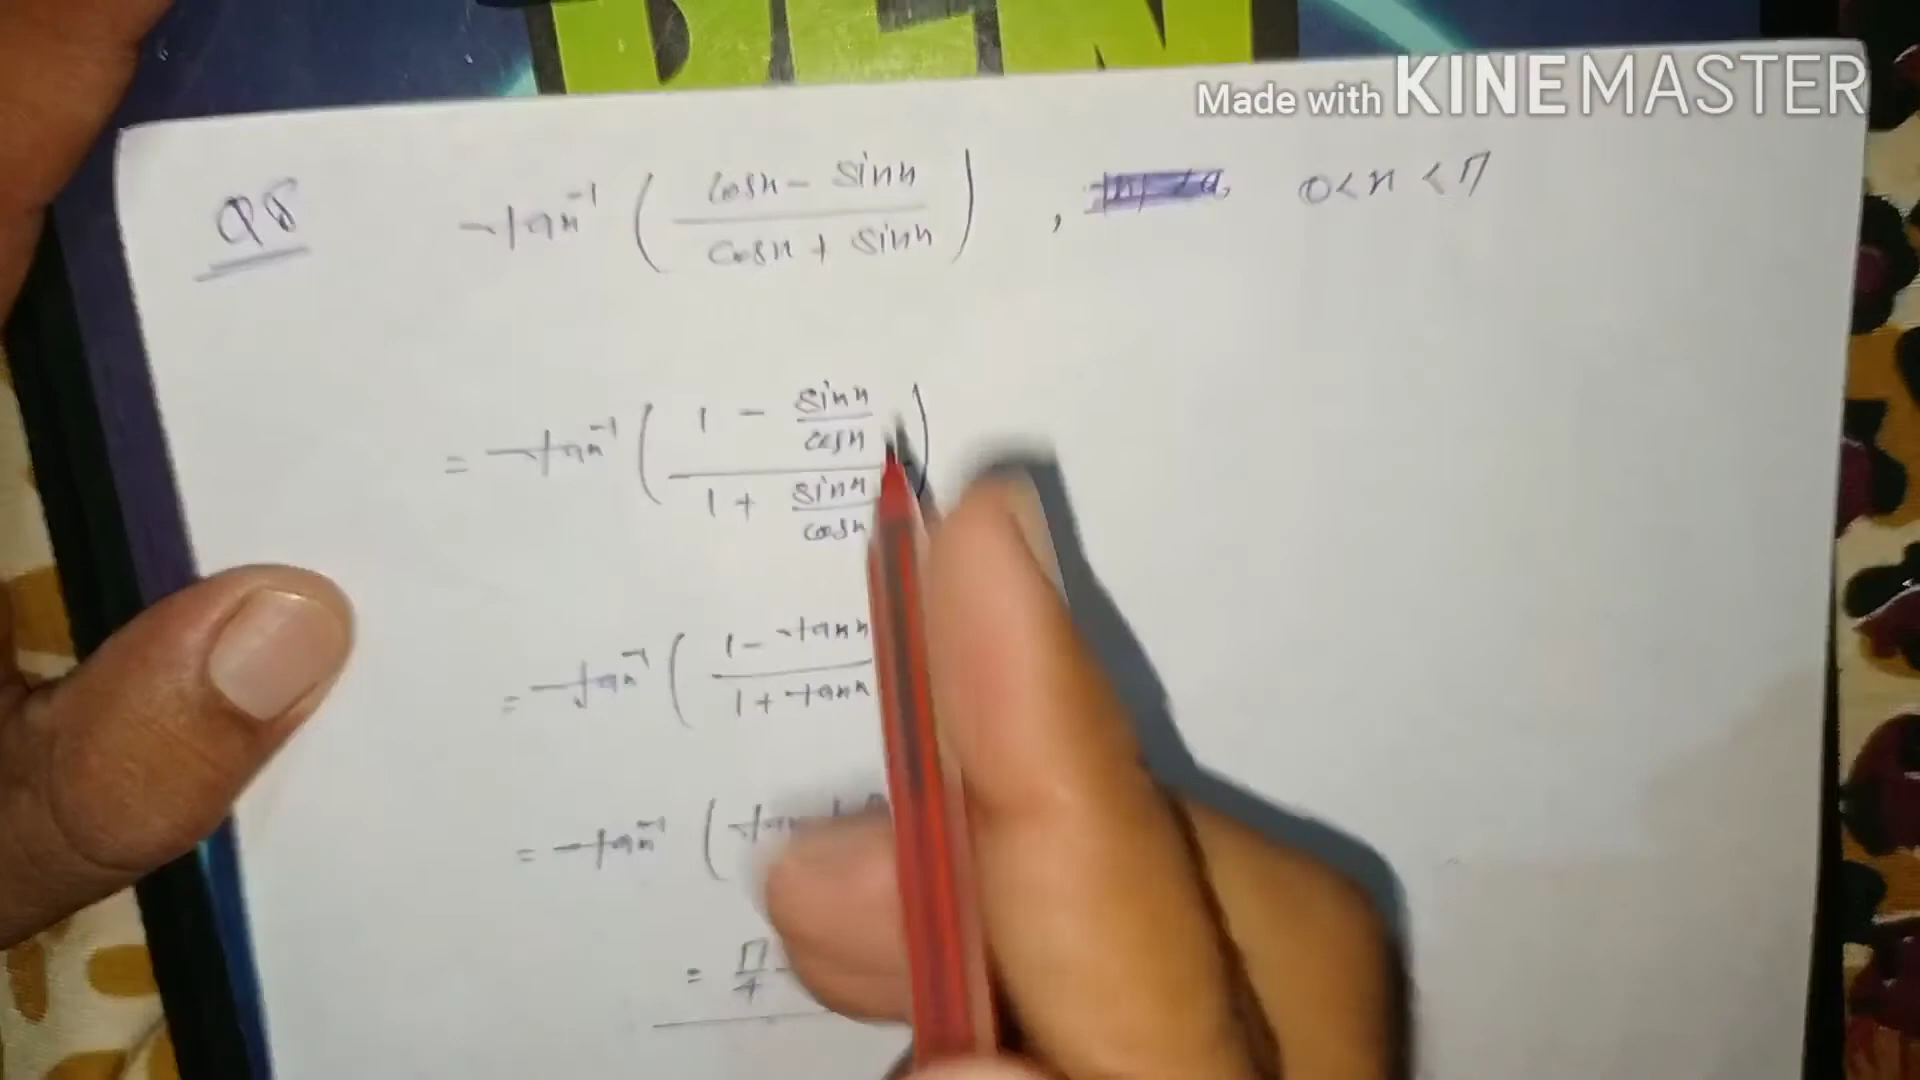 Made with KINEMASTER
Q8 tan⁻¹ ( cosx - sinx / cosx + sinx ) , 0 < x < π
= tan⁻¹ ( 1 - sinx/cosx / 1 + sinx/cosx )
= tan⁻¹ ( 1 - tanx / 1 + tanx
= tan⁻¹ ( tan
= π/4 -